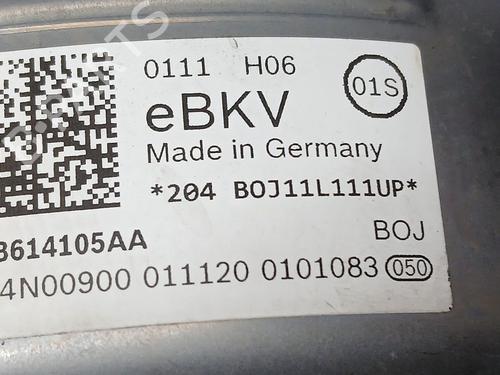 0111 H06
01S
eBKV
Made in Germany
*204 BOJ11L111UP*
3614105AA
BOJ
4N00900 011120 0101083 050